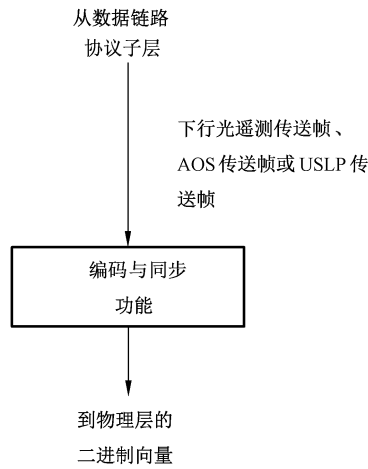 从数据链路
协议子层
下行光遥测传送帧、
AOS 传送帧或 USLP 传
送帧
编码与同步
功能
到物理层的
二进制向量